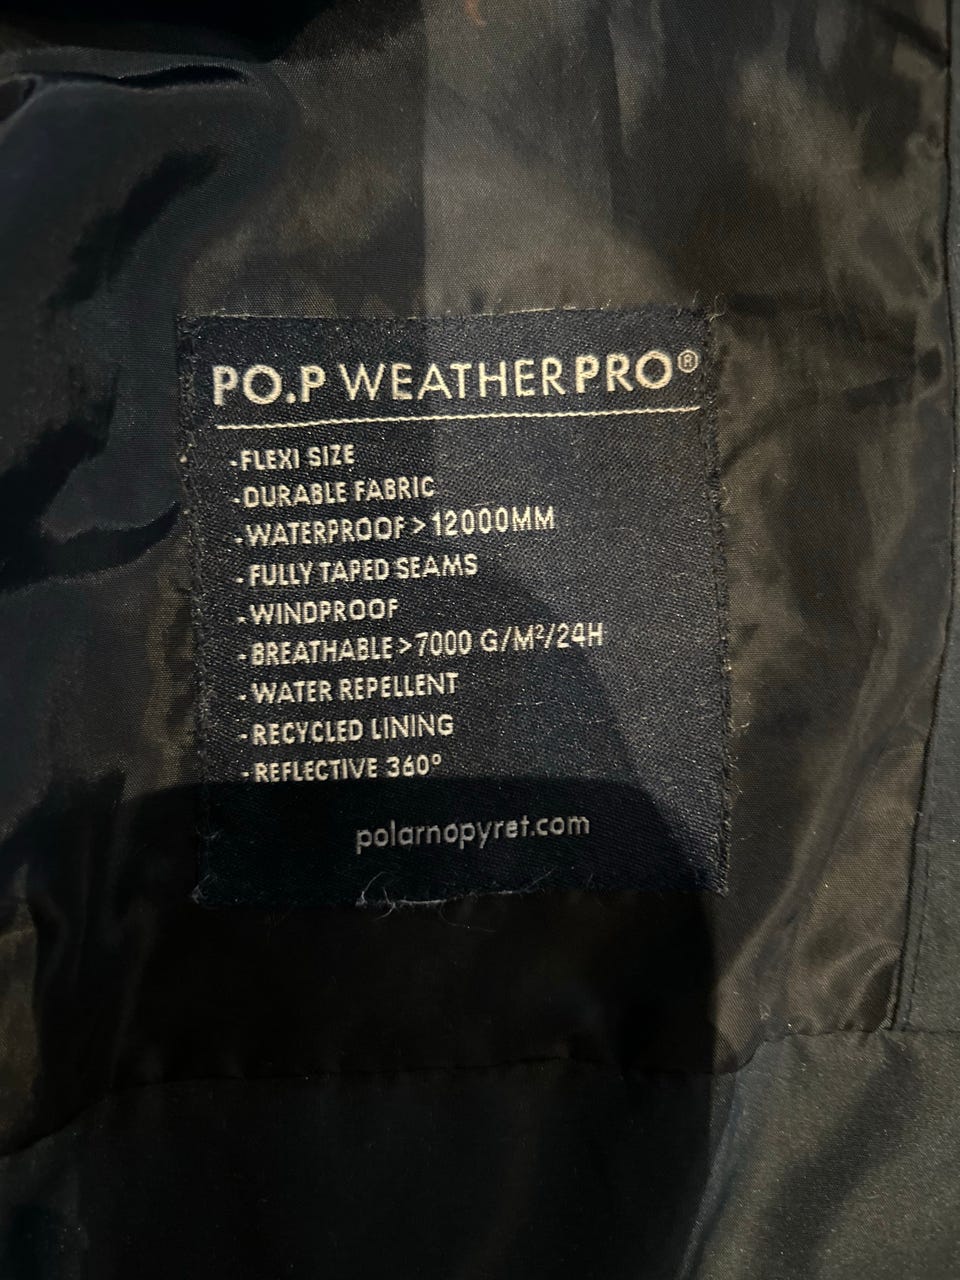 PO.P WEATHERPRO®
-FLEXI SIZE
-DURABLE FABRIC
-WATERPROOF > 12000MM
-FULLY TAPED SEAMS
-WINDPROOF
-BREATHABLE > 7000 G/M²/24H
-WATER REPELLENT
-RECYCLED LINING
-REFLECTIVE 360°
polarnopyret.com